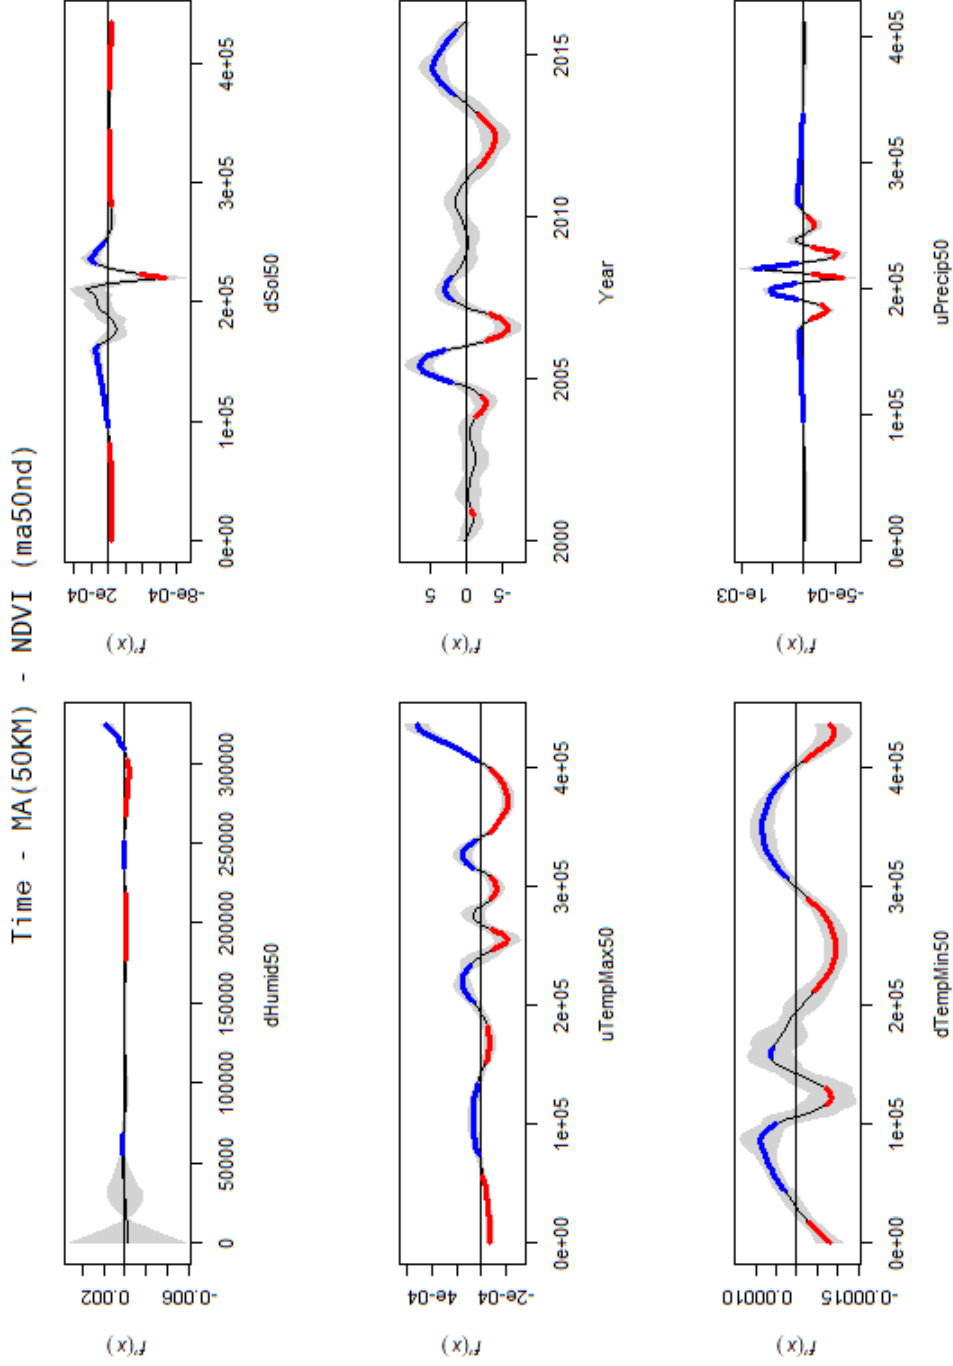 Time - MA(50KM) - NDVI (ma50nd)
f'(x)
0.002
-0.006
0
50000
100000
150000
200000
250000
300000
dHumid50
f'(x)
2e-04
-8e-04
0e+00
1e+05
2e+05
3e+05
4e+05
dSol50
f'(x)
4e-04
-2e-04
0e+00
1e+05
2e+05
3e+05
4e+05
uTempMax50
f'(x)
5
0
-5
2000
2005
2010
2015
Year
f'(x)
0.00010
-0.00015
0e+00
1e+05
2e+05
3e+05
4e+05
dTempMin50
f'(x)
1e-03
-5e-04
0e+00
1e+05
2e+05
3e+05
4e+05
uPrecip50